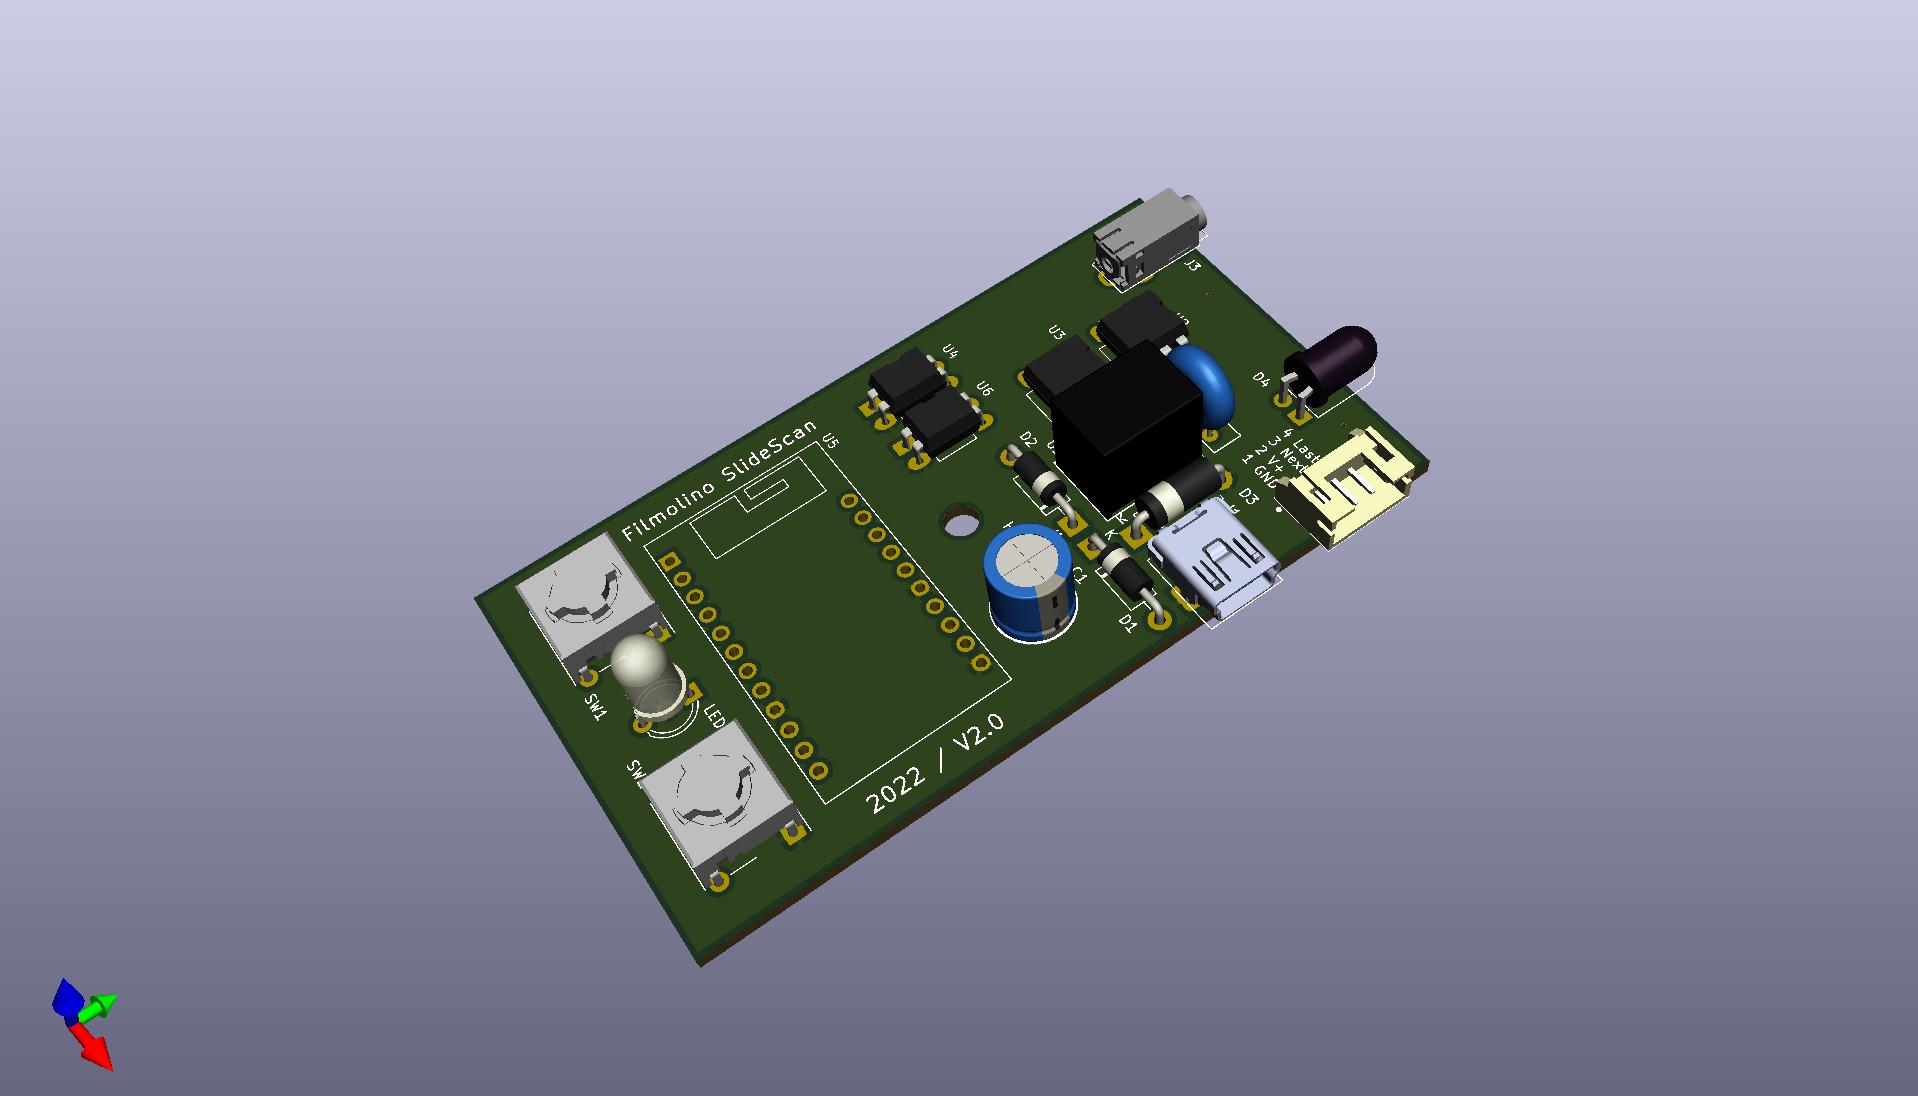 J3
U3
U4
U6
D4
4 Last
3 Next
2 V+
1 GND
D2
D3
U5
Filmolino SlideScan
K
K
C1
D1
SW1
LED
SW
2022 / V2.0